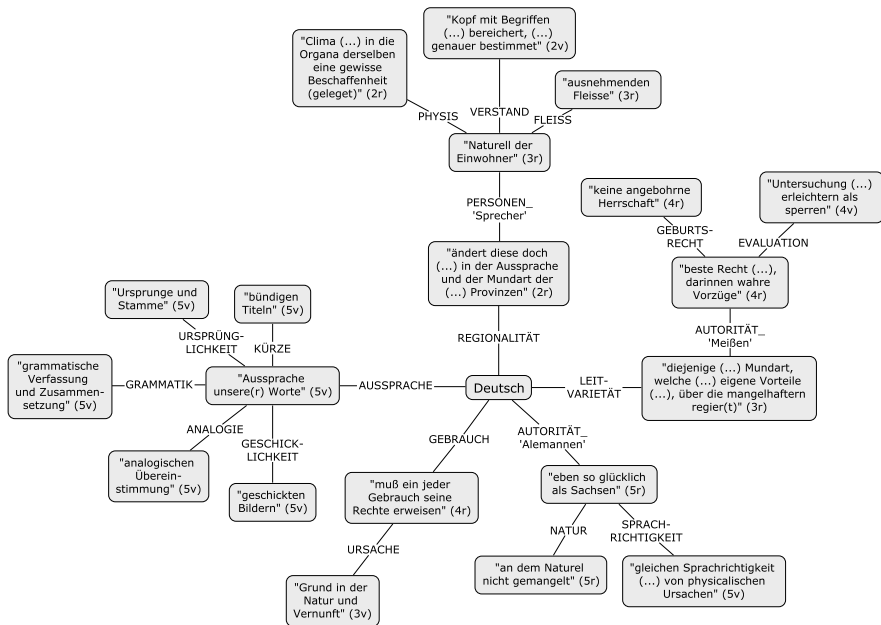 "Kopf mit Begriffen
(...) bereichert, (...)
genauer bestimmet" (2v)
"Clima (...) in die
Organa derselben
eine gewisse
Beschaffenheit
(geleget)" (2r)
"ausnehmenden
Fleisse" (3r)
PHYSIS
VERSTAND
FLEISS
"Naturell der
Einwohner" (3r)
PERSONEN_
'Sprecher'
"keine angebohrne
Herrschaft" (4r)
"Untersuchung (...)
erleichtern als
sperren" (4v)
GEBURTS-
RECHT
EVALUATION
"ändert diese doch
(...) in der Aussprache
und der Mundart der
(...) Provinzen" (2r)
"beste Recht (...),
darinnen wahre
Vorzüge" (4r)
"Ursprunge und
Stamme" (5v)
"bündigen
Titeln" (5v)
URSPRÜNG-
LICHKEIT
KÜRZE
REGIONALITÄT
AUTORITÄT_
'Meißen'
"grammatische
Verfassung
und Zusammen-
setzung" (5v)
GRAMMATIK
"Aussprache
unsere(r) Worte" (5v)
AUSSPRACHE
Deutsch
LEIT-
VARIETÄT
"diejenige (...) Mundart,
welche (...) eigene Vorteile
(...), über die mangelhaftern
regier(t)" (3r)
ANALOGIE
GESCHICK-
LICHKEIT
GEBRAUCH
AUTORITÄT_
'Alemannen'
"analogischen
Überein-
stimmung" (5v)
"geschickten
Bildern" (5v)
"muß ein jeder
Gebrauch seine
Rechte erweisen" (4r)
"eben so glücklich
als Sachsen" (5r)
URSACHE
NATUR
SPRACH-
RICHTIGKEIT
"Grund in der
Natur und
Vernunft" (3v)
"an dem Naturel
nicht gemangelt" (5r)
"gleichen Sprachrichtigkeit
(...) von physicalischen
Ursachen" (5v)